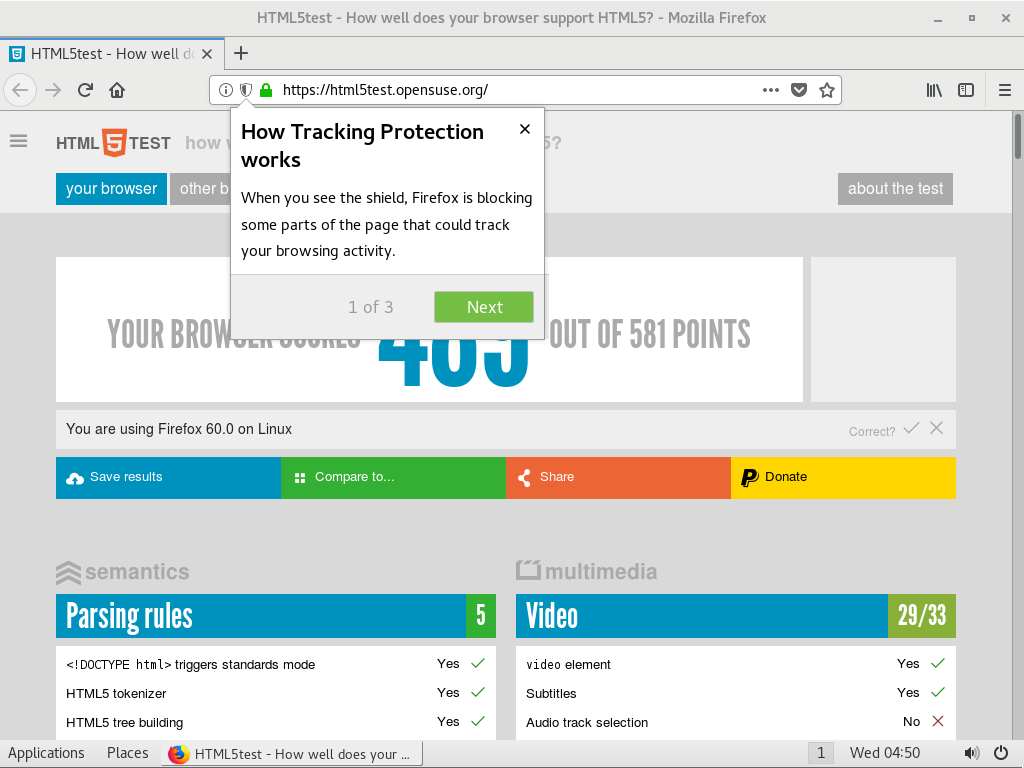 HTML5test - How well does your browser support HTML5? - Mozilla Firefox
HTML5test - How well do
https://html5test.opensuse.org/
HTML 5 TEST how w 5?
How Tracking Protection
works
your browser other b about the test
When you see the shield, Firefox is blocking
some parts of the page that could track
your browsing activity.
1 of 3 Next
YOUR BROWSER SCORES 489 OUT OF 581 POINTS
You are using Firefox 60.0 on Linux Correct?
Save results Compare to... Share Donate
semantics multimedia
Parsing rules 5 Video 29/33
<!DOCTYPE html> triggers standards mode Yes video element Yes
HTML5 tokenizer Yes Subtitles Yes
HTML5 tree building Yes Audio track selection No
Applications Places HTML5test - How well does your ... 1 Wed 04:50